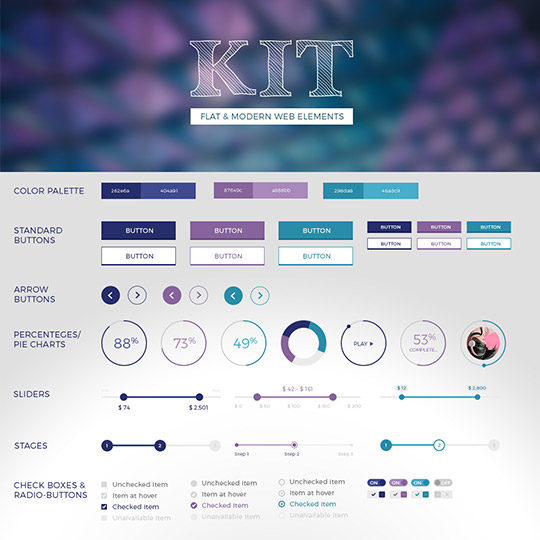 KIT
FLAT & MODERN WEB ELEMENTS
COLOR PALETTE
262e6a 404a91
298da8
STANDARD BUTTONS
BUTTON BUTTON BUTTON BUTTON BUTTON BUTTON
BUTTON BUTTON BUTTON BUTTON BUTTON BUTTON
ARROW
BUTTONS
PERCENTEGES/
PIE CHARTS
88% 73% 49% PLAY 53%
COMPLETE...
SLIDERS
$ 74 $ 2,501
$ 42 - $ 161
$ 0 $ 50 $ 100 $ 150 $ 200
$ 12 $ 2,800
STAGES
1 2 3
Step 1 Step 2 Step 3
1 2 3
CHECK BOXES &
RADIO-BUTTONS
Unchecked Item Unchecked Item Unchecked Item
Item at hover Item at hover Item at hover
Checked Item Checked Item Checked Item
Unavailable Item Unavailable Item Unavailable Item
ON ON ON OFF